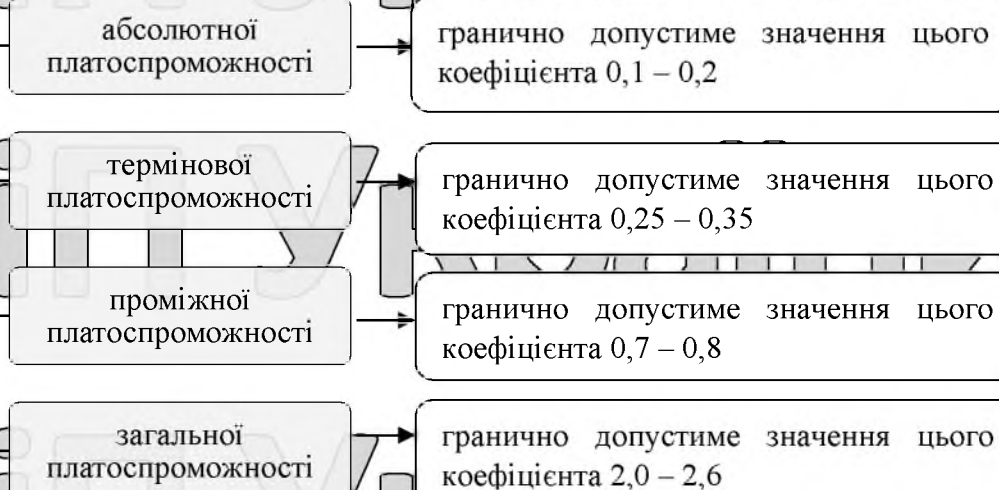 абсолютної
платоспроможності
гранично допустиме значення цього
коефіцієнта 0,1 – 0,2
термінової
платоспроможності
гранично допустиме значення цього
коефіцієнта 0,25 – 0,35
проміжної
платоспроможності
гранично допустиме значення цього
коефіцієнта 0,7 – 0,8
загальної
платоспроможності
гранично допустиме значення цього
коефіцієнта 2,0 – 2,6